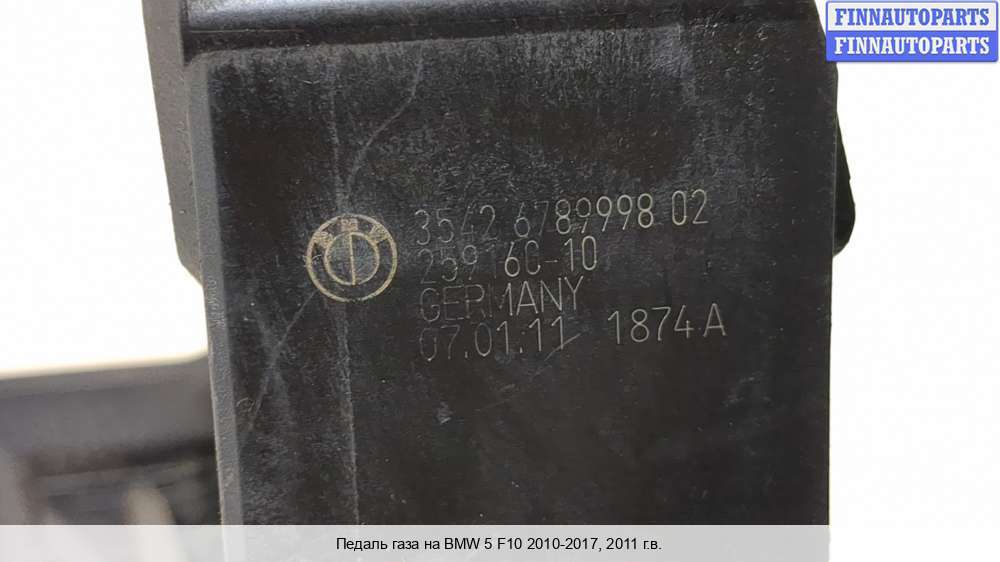 FINNAUTOPARTS
FINNAUTOPARTS
3542 6789998 02
259160-10
GERMANY
07.01.11 1874A
Педаль газа на BMW 5 F10 2010-2017, 2011 г.в.